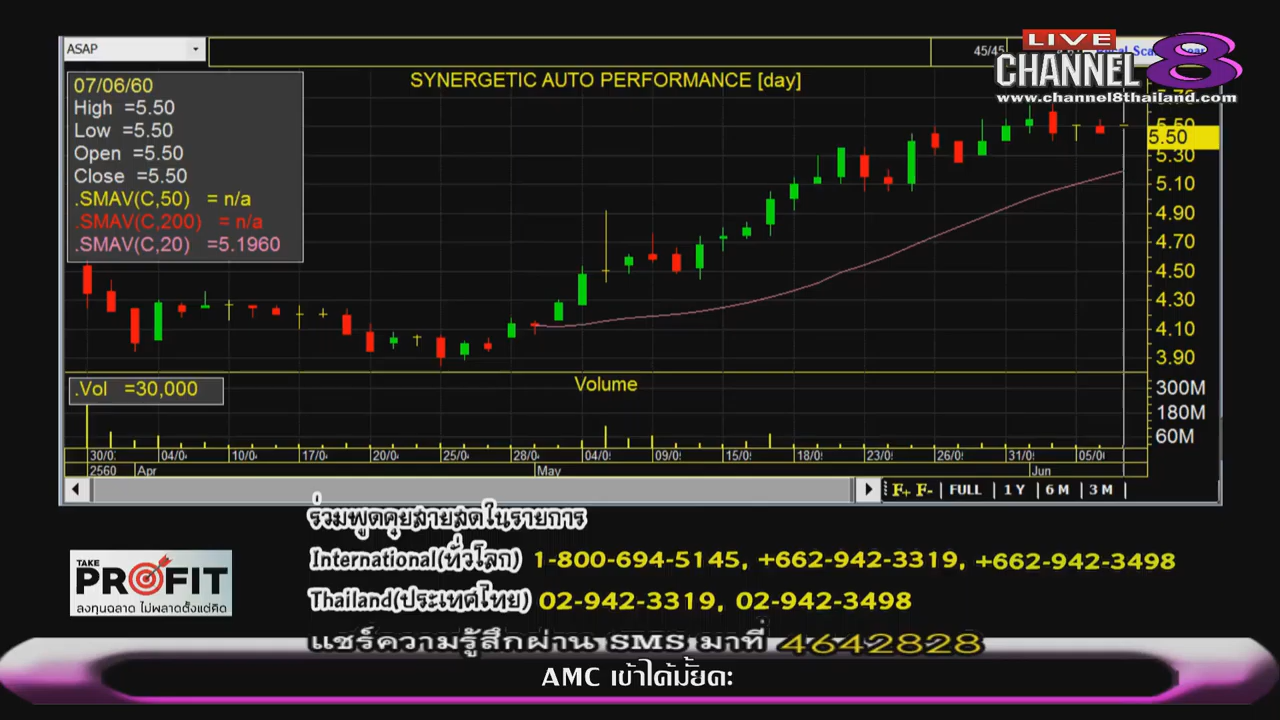 ASAP
45/45
LIVE
CHANNEL 8
www.channel8thailand.com
SYNERGETIC AUTO PERFORMANCE [day]
07/06/60
High =5.50
Low =5.50
Open =5.50
Close =5.50
.SMAV(C,50) = n/a
.SMAV(C,200) = n/a
.SMAV(C,20) =5.1960
5.70
5.50
5.50
5.30
5.10
4.90
4.70
4.50
4.30
4.10
3.90
.Vol =30,000
Volume
300M
180M
60M
30/0 04/0 10/0 17/0 20/0 25/0 28/0 04/0 09/0 15/0 18/0 23/0 26/0 31/0 05/0
2560 Apr May Jun
F+ F- FULL 1 Y 6 M 3 M
ร่วมพูดคุยสายสดในรายการ
International(ทั่วโลก) 1-800-694-5145, +662-942-3319, +662-942-3498
Thailand(ประเทศไทย) 02-942-3319, 02-942-3498
แชร์ความรู้สึกผ่าน SMS มาที่ 4642828
TAKE
PROFIT
ลงทุนฉลาด ไม่พลาดตั้งแต่คิด
AMC เข้าได้มั้ยคะ